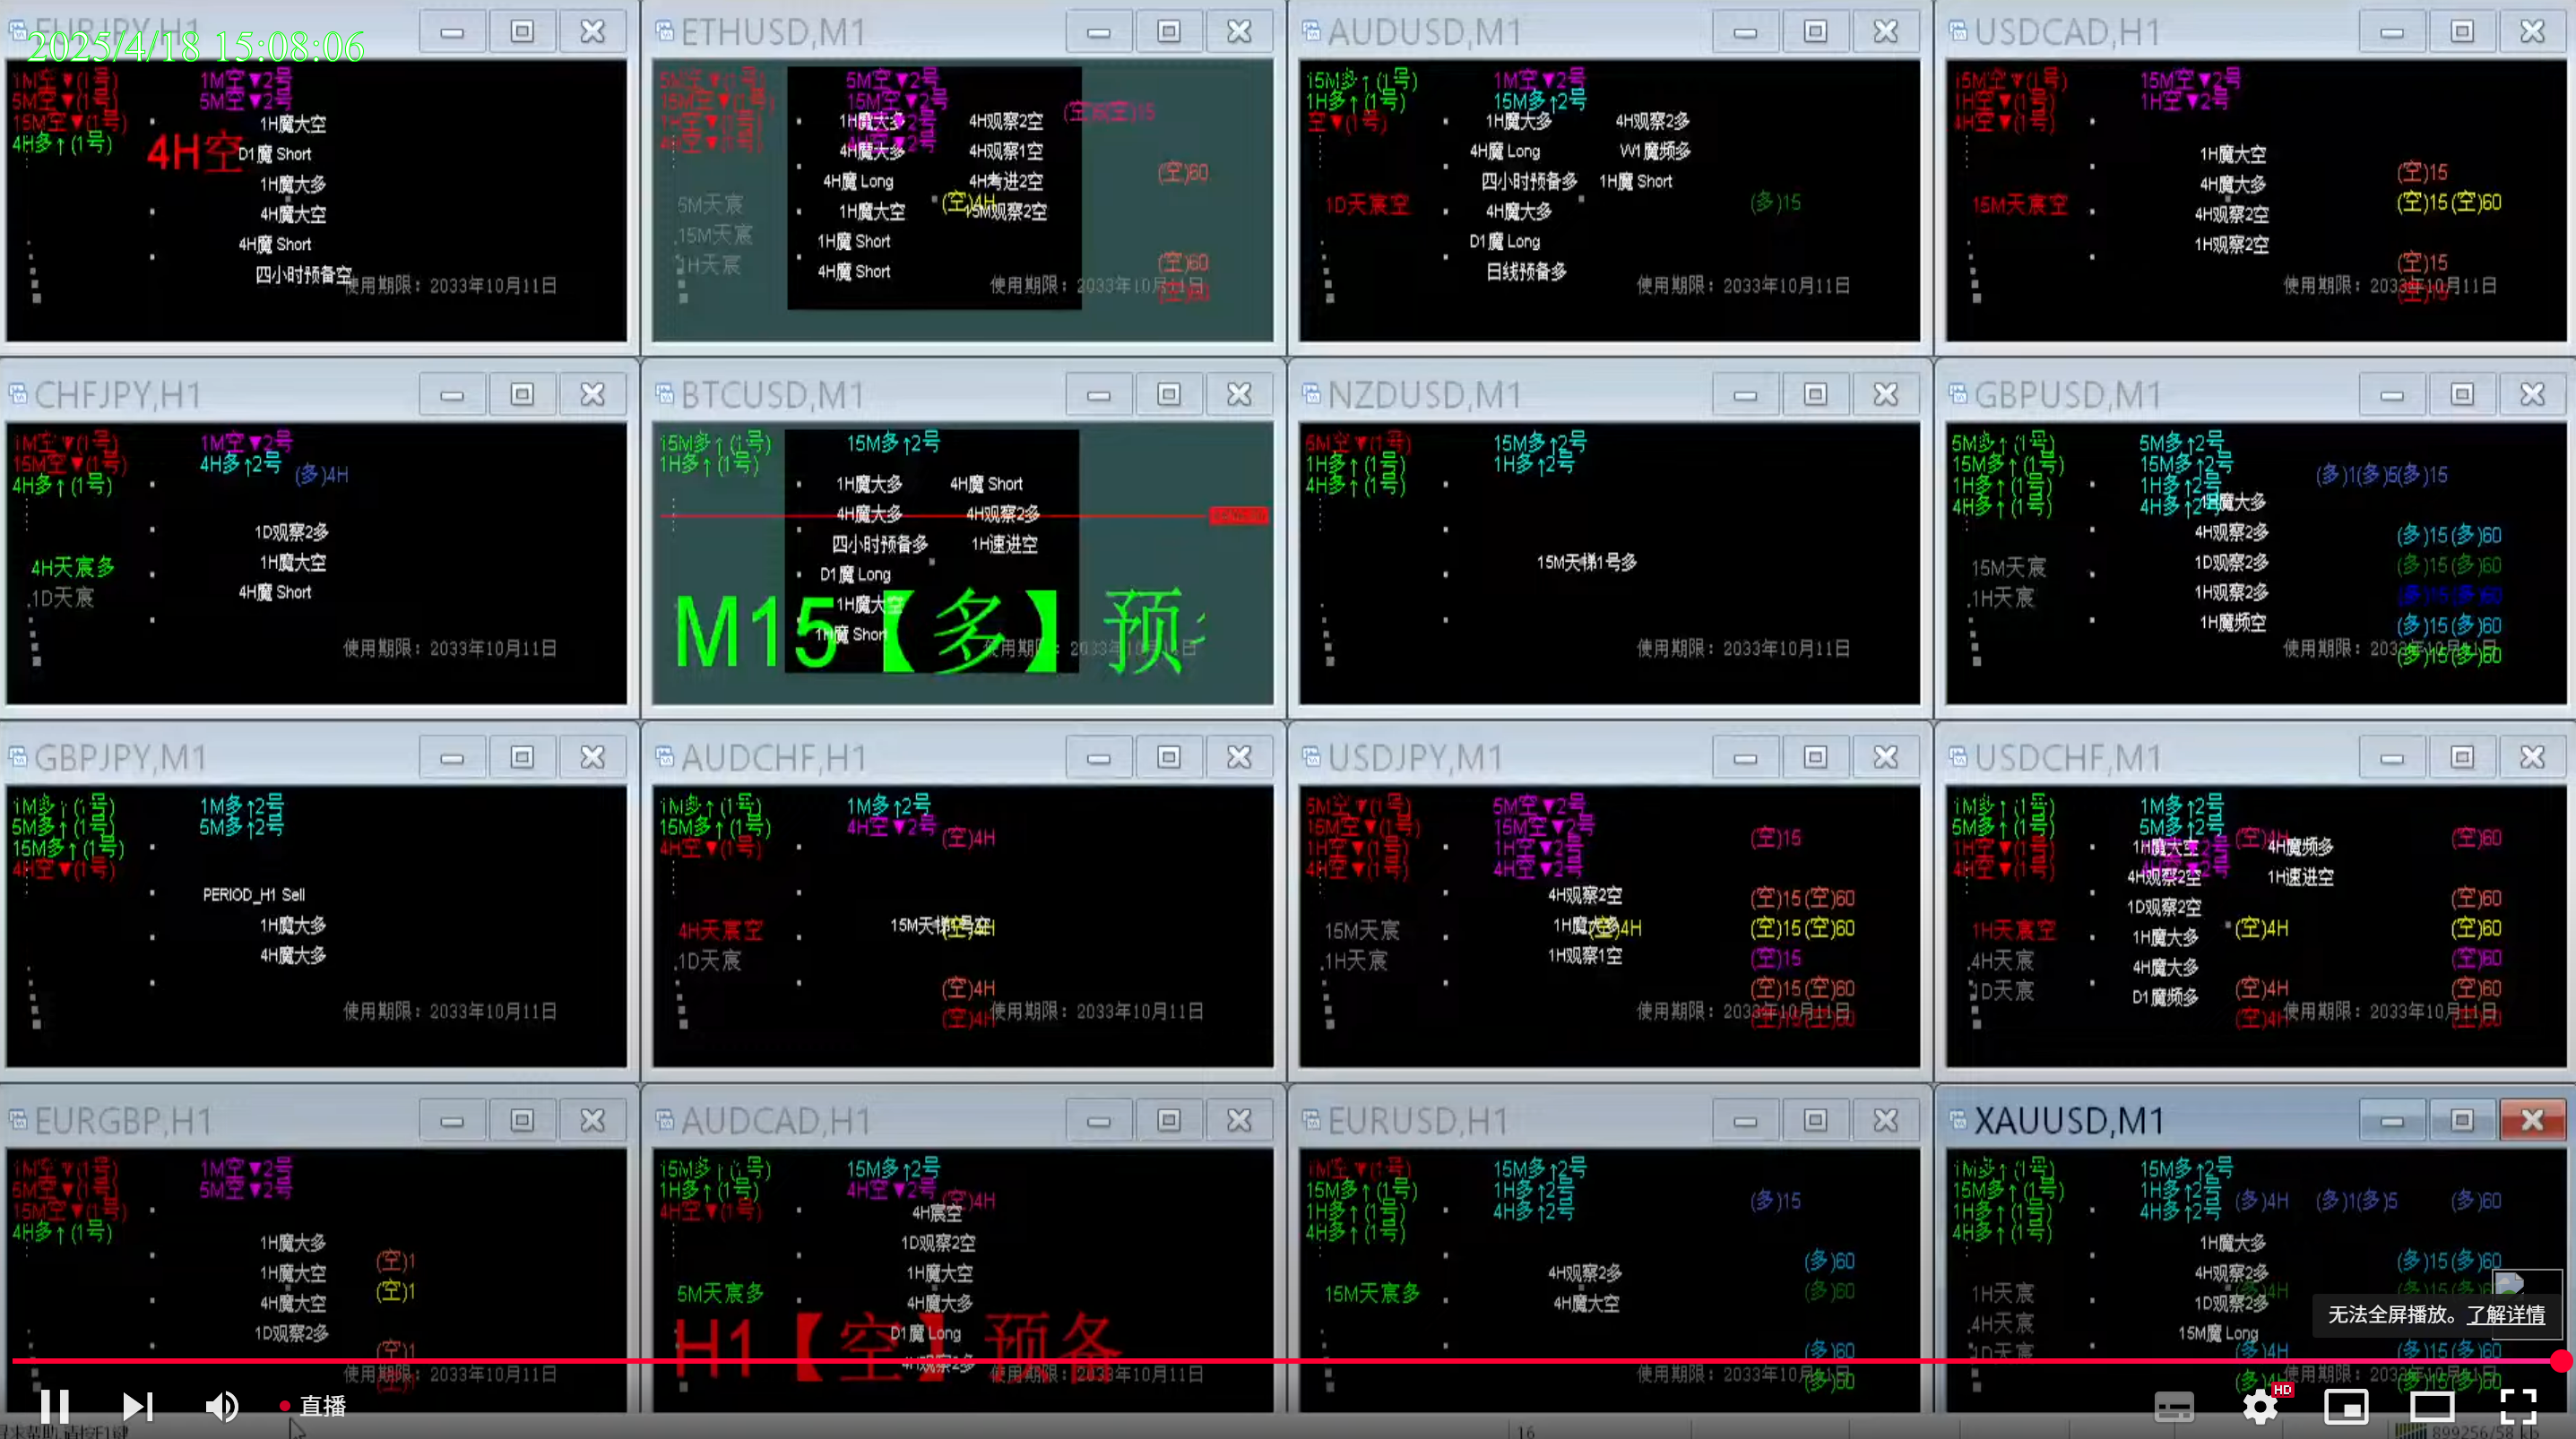 EURJPY,H1
2025/4/18 15:08:06
1M空▼(1号)
5M空▼(1号)
15M空▼(1号)
4H多↑(1号)
1M空▼2号
5M空▼2号
4H空
1H魔大空
D1魔 Short
1H魔大多
4H魔大空
4H魔 Short
四小时预备空
使用期限：2033年10月11日
ETHUSD,M1
5M空▼(1号)
15M空▼(1号)
1H空▼(1号)
4H空▼(1号)
5M空▼2号
15M空▼2号
1H魔大多
4H魔大多
4H魔 Long
1H魔大空
1H魔 Short
4H魔 Short
4H观察2空
4H观察1空
4H考进2空
15M观察2空
(空)4H
(空)60
(空)60
(空)60
5M天宸
15M天宸
1H天宸
使用期限：2033年10月11日
AUDUSD,M1
15M多↑(1号)
1H多↑(1号)
空▼(1号)
1M空▼2号
15M多↑2号
1H魔大多
4H魔 Long
四小时预备多
4H魔大多
D1魔 Long
日线预备多
4H观察2多
W1魔频多
1H魔 Short
1D天宸空
(多)15
使用期限：2033年10月11日
USDCAD,H1
15M空▼(1号)
1H空▼(1号)
4H空▼(1号)
15M空▼2号
1H空▼2号
1H魔大空
4H魔大多
4H观察2空
1H观察2空
15M天宸空
(空)15
(空)15(空)60
(空)15
(空)15
使用期限：2033年10月11日
CHFJPY,H1
1M空▼(1号)
15M空▼(1号)
4H多↑(1号)
1M空▼2号
4H多↑2号
(多)4H
1D观察2多
1H魔大空
4H魔 Short
4H天宸多
1D天宸
使用期限：2033年10月11日
BTCUSD,M1
15M多↑(1号)
1H多↑(1号)
15M多↑2号
1H魔大多
4H魔大多
四小时预备多
D1魔 Long
1H魔大空
1H魔 Short
4H魔 Short
4H观察2多
1H速进空
M15【多】预
NZDUSD,M1
5M空▼(1号)
1H多↑(1号)
4H多↑(1号)
15M多↑2号
1H多↑2号
15M天梯1号多
使用期限：2033年10月11日
GBPUSD,M1
5M多↑(1号)
15M多↑(1号)
1H多↑(1号)
4H多↑(1号)
5M多↑2号
15M多↑2号
1H多↑2号
4H多↑2号
(多)1(多)5(多)15
1H魔大多
4H观察2多
1D观察2多
1H观察2多
1H魔频空
15M天宸
1H天宸
(多)15(多)60
(多)15(多)60
(多)15(多)60
(多)15(多)60
(多)15(多)60
使用期限：2033年10月11日
GBPJPY,M1
1M多↑(1号)
5M多↑(1号)
15M多↑(1号)
4H空▼(1号)
1M多↑2号
5M多↑2号
PERIOD_H1 Sell
1H魔大多
4H魔大多
使用期限：2033年10月11日
AUDCHF,H1
1M多↑(1号)
15M多↑(1号)
4H空▼(1号)
1M多↑2号
4H空▼2号
(空)4H
15M天梯1号空
(空)4H
4H天宸空
1D天宸
(空)4H
(空)4H
使用期限：2033年10月11日
USDJPY,M1
5M空▼(1号)
15M空▼(1号)
1H空▼(1号)
4H空▼(1号)
5M空▼2号
15M空▼2号
1H空▼2号
4H空▼2号
(空)15
4H观察2空
1H魔大多
1H观察1空
(空)4H
15M天宸
1H天宸
(空)15(空)60
(空)15(空)60
(空)15
(空)15(空)60
(空)15(空)60
使用期限：2033年10月11日
USDCHF,M1
1M多↑(1号)
5M多↑(1号)
1H空▼(1号)
4H空▼(1号)
1M多↑2号
5M多↑2号
(空)4H
1H魔大空
4H观察2空
1D观察2空
1H魔大多
4H魔大多
D1魔频多
4H魔频多
1H速进空
(空)4H
(空)4H
(空)4H
1H天宸空
4H天宸
1D天宸
(空)60
(空)60
(空)60
(空)60
(空)60
(空)60
使用期限：2033年10月11日
EURGBP,H1
1M空▼(1号)
5M空▼(1号)
15M空▼(1号)
4H多↑(1号)
1M空▼2号
5M空▼2号
1H魔大多
1H魔大空
4H魔大空
1D观察2多
(空)1
(空)1
(空)1
使用期限：2033年10月11日
AUDCAD,H1
15M多↑(1号)
1H多↑(1号)
4H空▼(1号)
15M多↑2号
4H空▼2号
(空)4H
4H宸空
1D观察2空
1H魔大空
4H魔大多
D1魔 Long
4H观察2多
5M天宸多
H1【空】预备
使用期限：2033年10月11日
EURUSD,H1
1M空▼(1号)
15M多↑(1号)
1H多↑(1号)
4H多↑(1号)
15M多↑2号
1H多↑2号
4H多↑2号
(多)15
4H观察2多
4H魔大空
15M天宸多
(多)60
(多)60
(多)60
(多)60
使用期限：2033年10月11日
XAUUSD,M1
1M多↑(1号)
15M多↑(1号)
1H多↑(1号)
4H多↑(1号)
15M多↑2号
1H多↑2号
4H多↑2号
(多)4H
(多)1(多)5
(多)60
1H魔大多
4H观察2多
1D观察2多
15M魔 Long
1H天宸
4H天宸
1D天宸
(多)15(多)60
(多)4H
(多)15(多)60
使用期限：2033年10月11日
无法全屏播放。了解详情
直播
HD
16
899256/58 kb